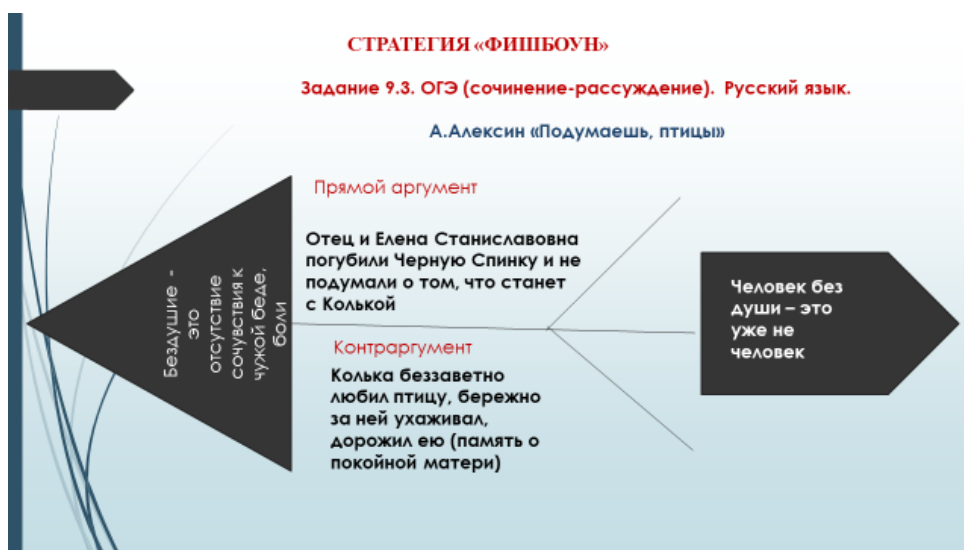 СТРАТЕГИЯ «ФИШБОУН»
Задание 9.3. ОГЭ (сочинение-рассуждение). Русский язык.
А.Алексин «Подумаешь, птицы»
Бездушие -
это
отсутствие
сочувствия к
чужой беде,
боли
Прямой аргумент
Отец и Елена Станиславовна
погубили Черную Спинку и не
подумали о том, что станет
с Колькой
Контраргумент
Колька беззаветно
любил птицу, бережно
за ней ухаживал,
дорожил ею (память о
покойной матери)
Человек без
души – это
уже не
человек